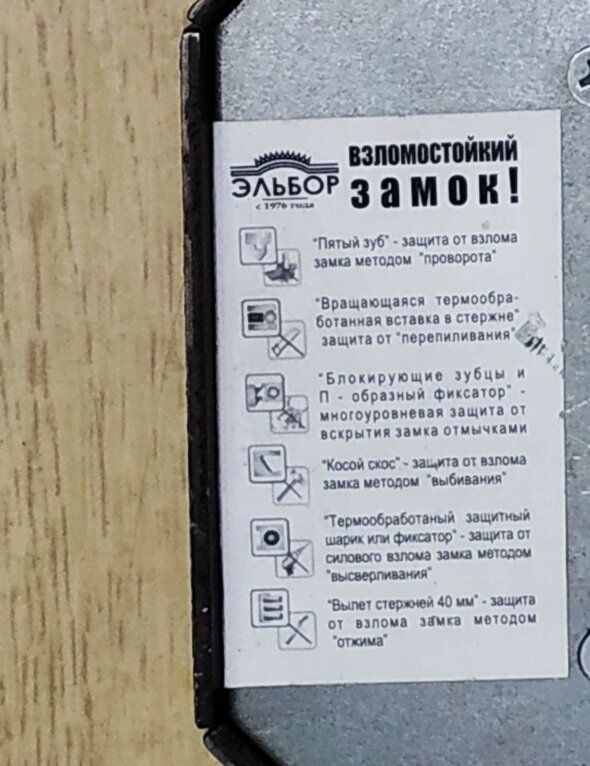 ЭЛЬБОР
с 1976 года
ВЗЛОМОСТОЙКИЙ
замок!
"Пятый зуб" - защита от взлома
замка методом "проворота"
"Вращающаяся термообра-
ботанная вставка в стержне"
защита от "перепиливания"
"Блокирующие зубцы и
П - образный фиксатор" -
многоуровневая защита от
вскрытия замка отмычками
"Косой скос" - защита от взлома
замка методом "выбивания"
"Термообработаный защитный
шарик или фиксатор" - защита от
силового взлома замка методом
"высверливания"
"Вылет стержней 40 мм" - защита
от взлома замка методом
"отжима"